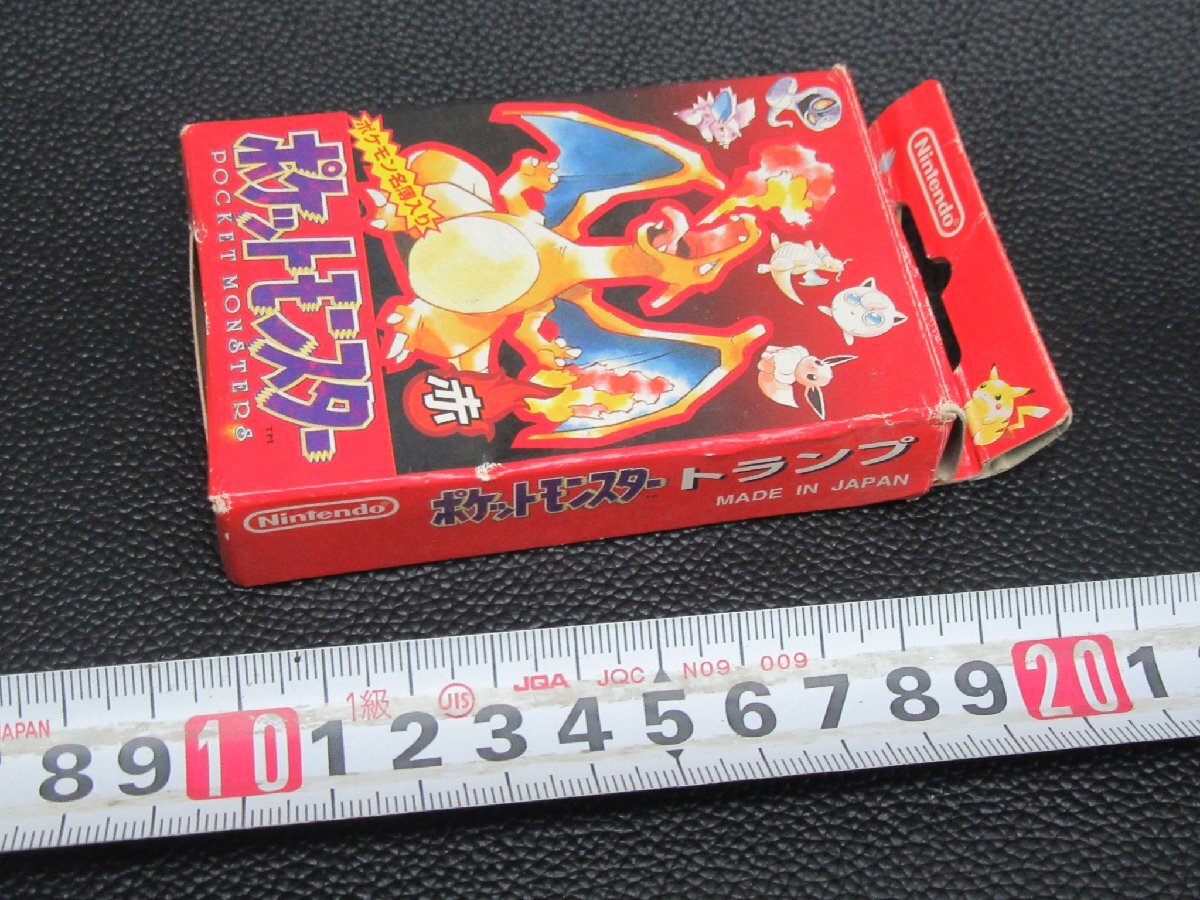 ポケットモンスター
POCKET MONSTERS
TM
ポケモン名簿入り
赤
Nintendo
Nintendo
ポケットモンスター トランプ
TM
MADE IN JAPAN
JAPAN
1級
JIS
JQA JQC N09 009
8 9 10 1 2 3 4 5 6 7 8 9 20 1